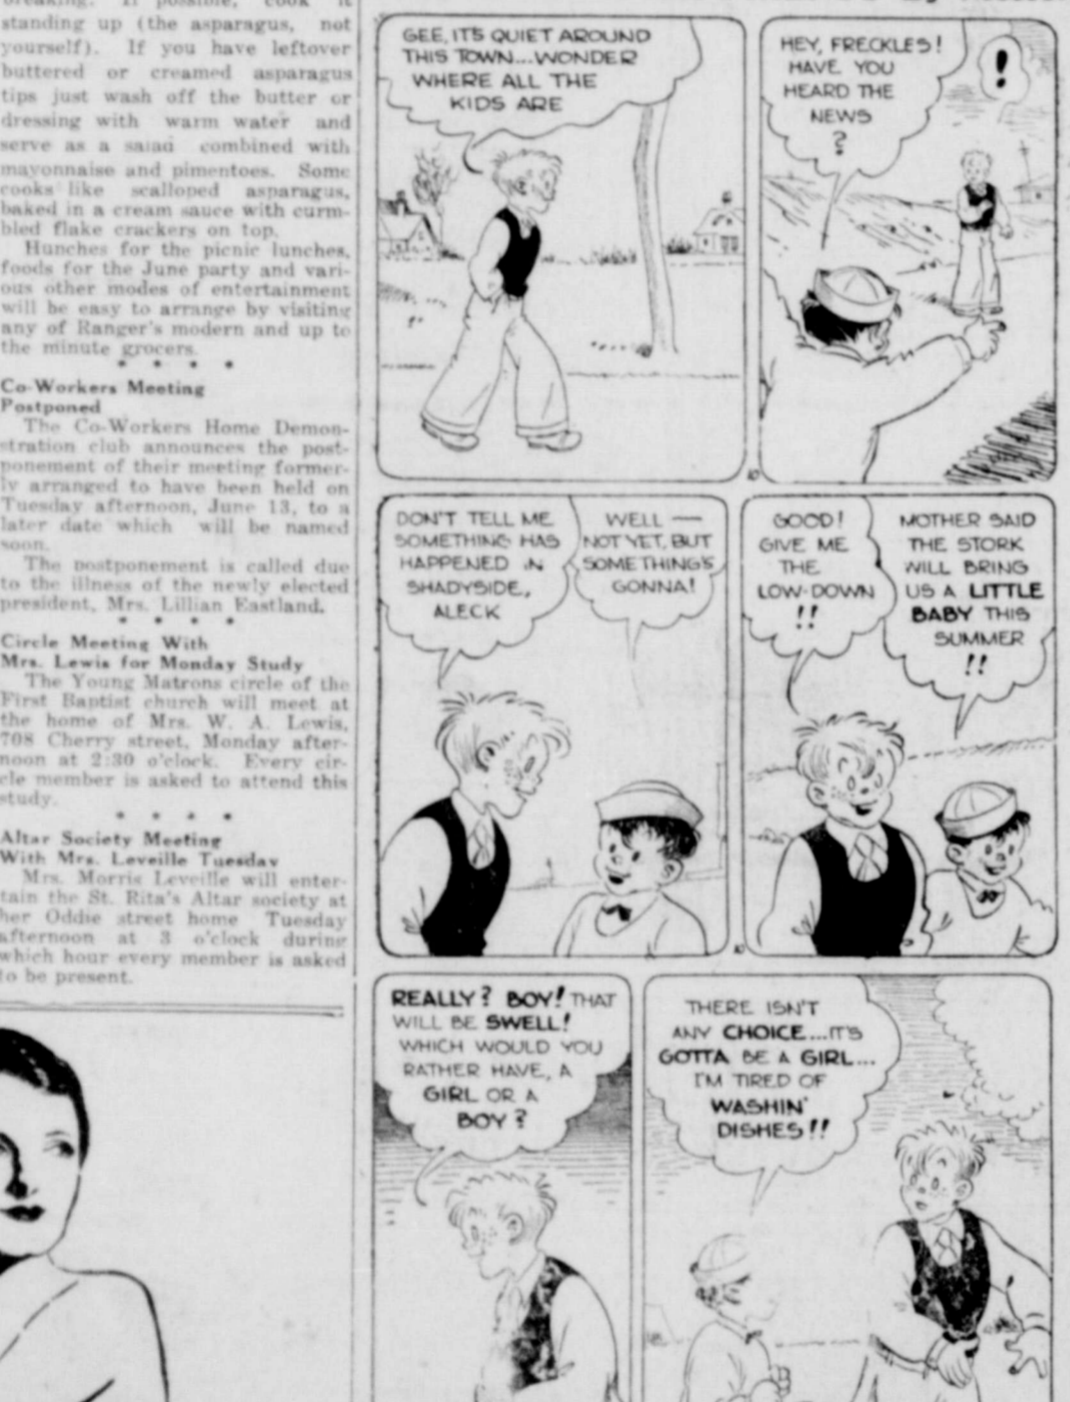 standing up (the asparagus, not
yourself). If you have leftover
buttered or creamed asparagus
tips just wash off the butter or
dressing with warm water and
serve as a salad combined with
mayonnaise and pimentoes. Some
cooks like scalloped asparagus,
baked in a cream sauce with curm-
bled flake crackers on top.
Hunches for the picnic lunches,
foods for the June party and vari-
ous other modes of entertainment
will be easy to arrange by visiting
any of Ranger's modern and up to
the minute grocers.
* * * *
Co-Workers Meeting
Postponed
The Co-Workers Home Demon-
stration club announces the post-
ponement of their meeting former-
ly arranged to have been held on
Tuesday afternoon, June 13, to a
later date which will be named
soon.
The postponement is called due
to the illness of the newly elected
president, Mrs. Lillian Eastland.
* * * *
Circle Meeting With
Mrs. Lewis for Monday Study
The Young Matrons circle of the
First Baptist church will meet at
the home of Mrs. W. A. Lewis,
708 Cherry street, Monday after-
noon at 2:30 o'clock. Every cir-
cle member is asked to attend this
study.
* * * *
Altar Society Meeting
With Mrs. Leveille Tuesday
Mrs. Morris Leveille will enter-
tain the St. Rita's Altar society at
her Oddie street home Tuesday
afternoon at 3 o'clock during
which hour every member is asked
to be present.
GEE, ITS QUIET AROUND
THIS TOWN...WONDER
WHERE ALL THE
KIDS ARE
HEY, FRECKLES!
HAVE YOU
HEARD THE
NEWS
?
!
DON'T TELL ME
SOMETHING HAS
HAPPENED IN
SHADYSIDE,
ALECK
WELL —
NOT YET, BUT
SOMETHING'S
GONNA!
GOOD!
GIVE ME
THE
LOW-DOWN
!!
MOTHER SAID
THE STORK
WILL BRING
US A LITTLE
BABY THIS
SUMMER
!!
REALLY? BOY! THAT
WILL BE SWELL!
WHICH WOULD YOU
RATHER HAVE, A
GIRL OR A
BOY?
THERE ISN'T
ANY CHOICE...IT'S
GOTTA BE A GIRL...
I'M TIRED OF
WASHIN'
DISHES!!